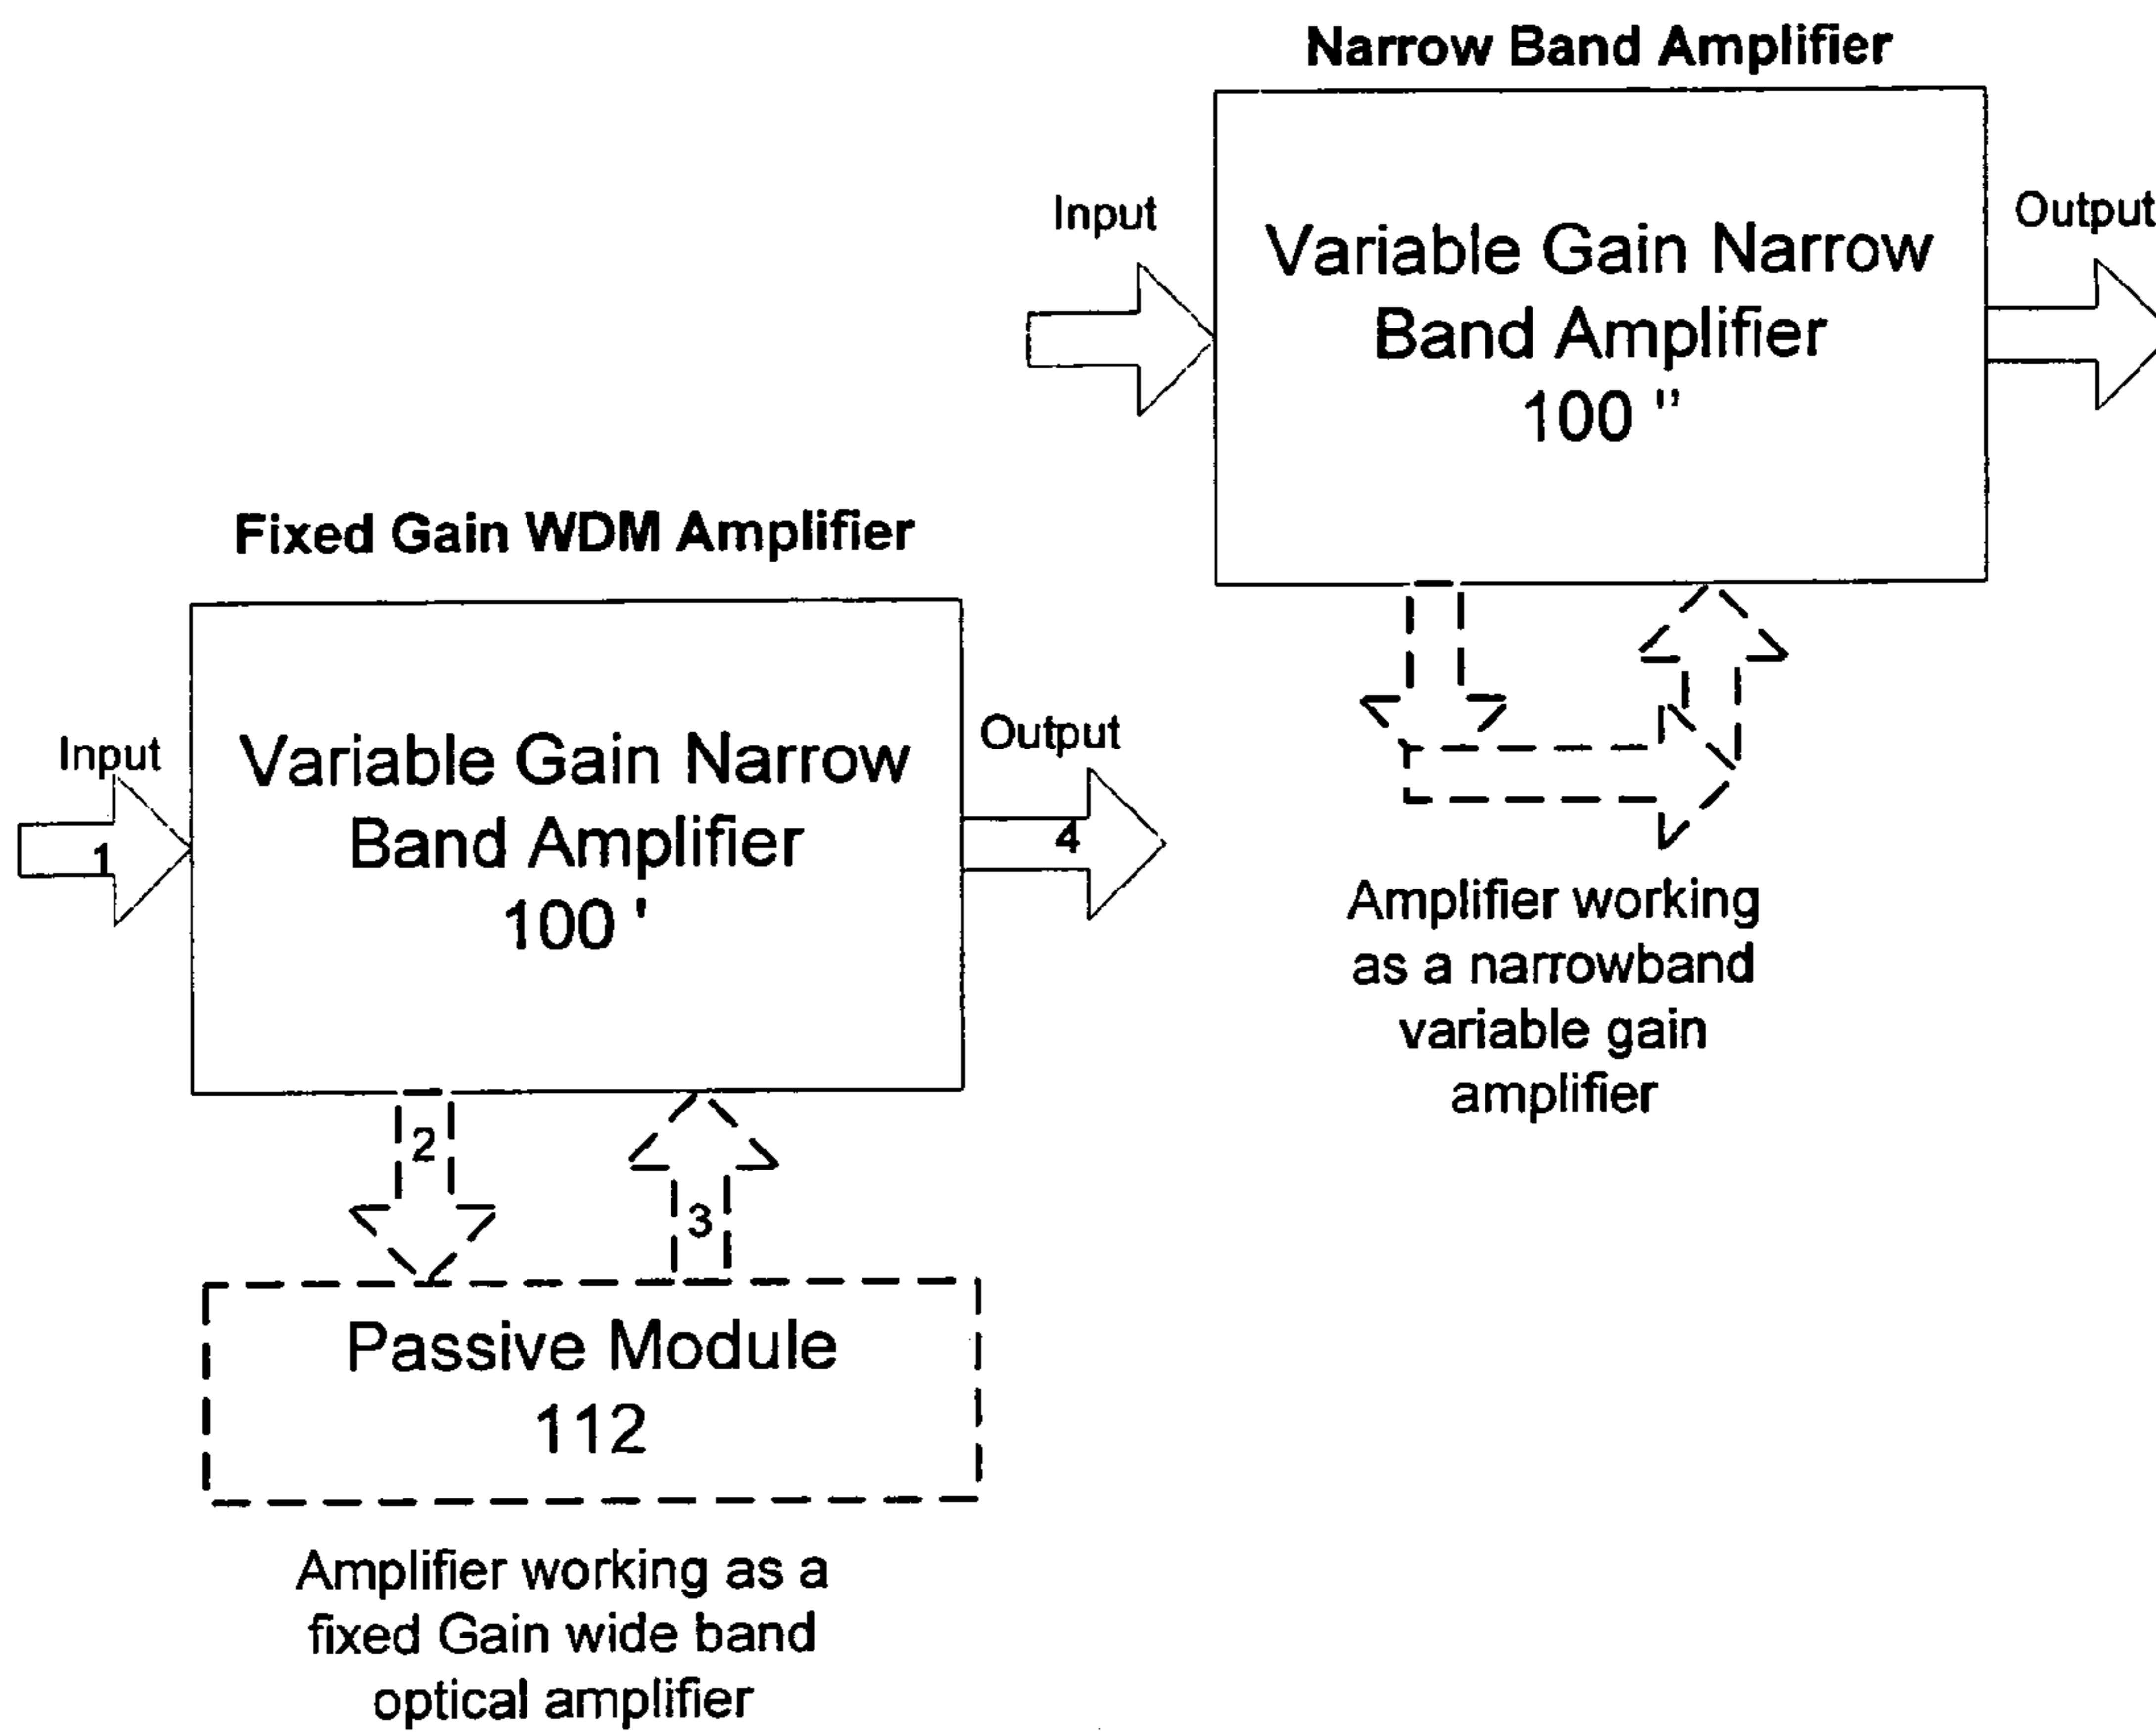 Narrow Band Amplifier
Input
Variable Gain Narrow
Band Amplifier
100 "
Output
Fixed Gain WDM Amplifier
Input
1
Variable Gain Narrow
Band Amplifier
100 '
Output
4
2
3
Passive Module
112
Amplifier working as a
fixed Gain wide band
optical amplifier
Amplifier working
as a narrowband
variable gain
amplifier